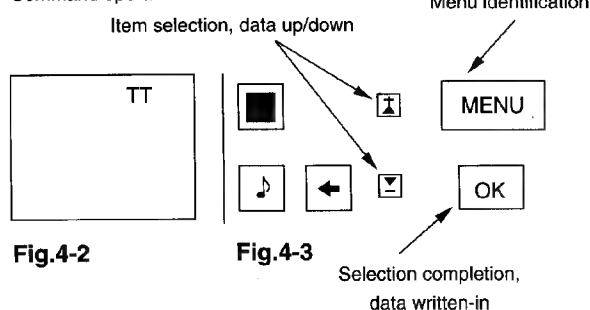 Menu identification
Item selection, data up/down
TT
MENU
OK
Fig.4-2
Fig.4-3
Selection completion,
data written-in